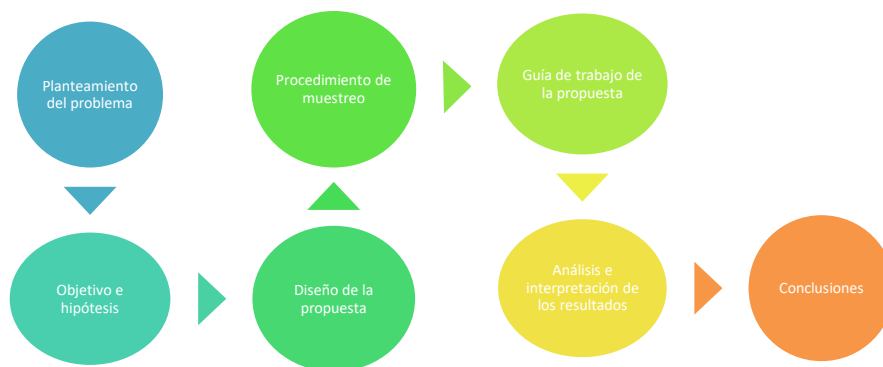 Planteamiento
del problema
Objetivo e
hipótesis
Diseño de la
propuesta
Procedimiento de
muestreo
Guía de trabajo de
la propuesta
Análisis e
interpretación de
los resultados
Conclusiones